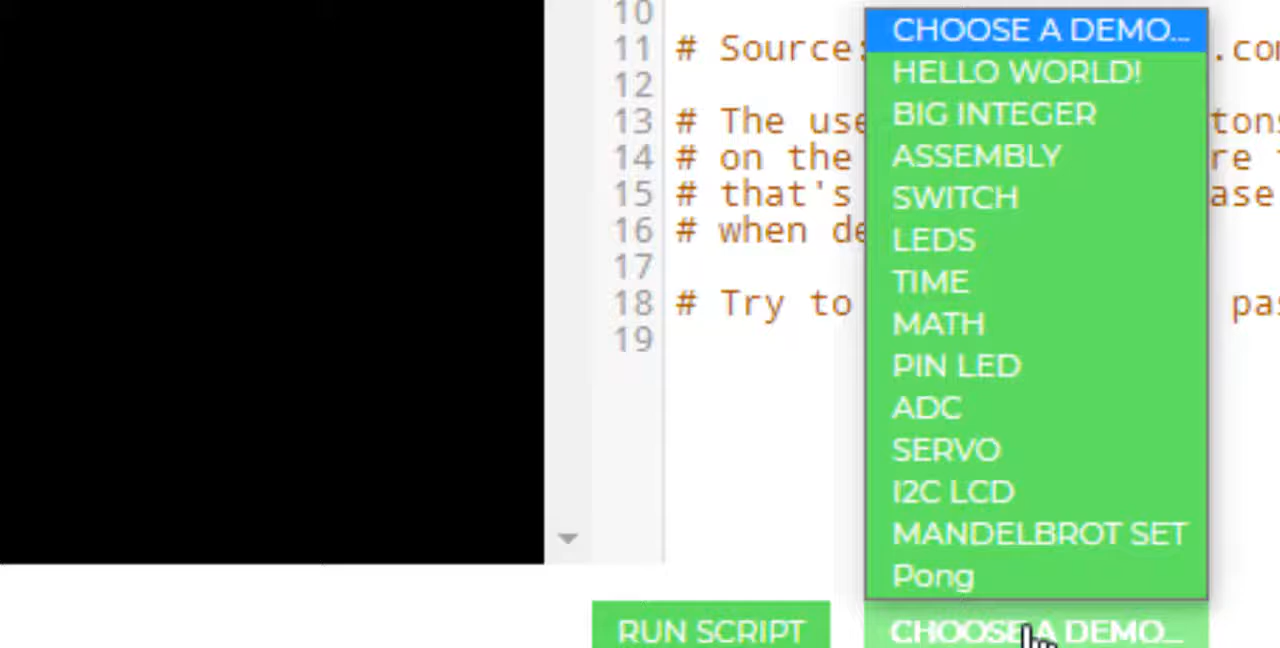 10
11 # Source: .com
12
13 # The use tons
14 # on the re
15 # that's ase
16 # when de
17
18 # Try to pas
19
CHOOSE A DEMO...
HELLO WORLD!
BIG INTEGER
ASSEMBLY
SWITCH
LEDS
TIME
MATH
PIN LED
ADC
SERVO
I2C LCD
MANDELBROT SET
Pong
RUN SCRIPT
CHOOSE A DEMO...